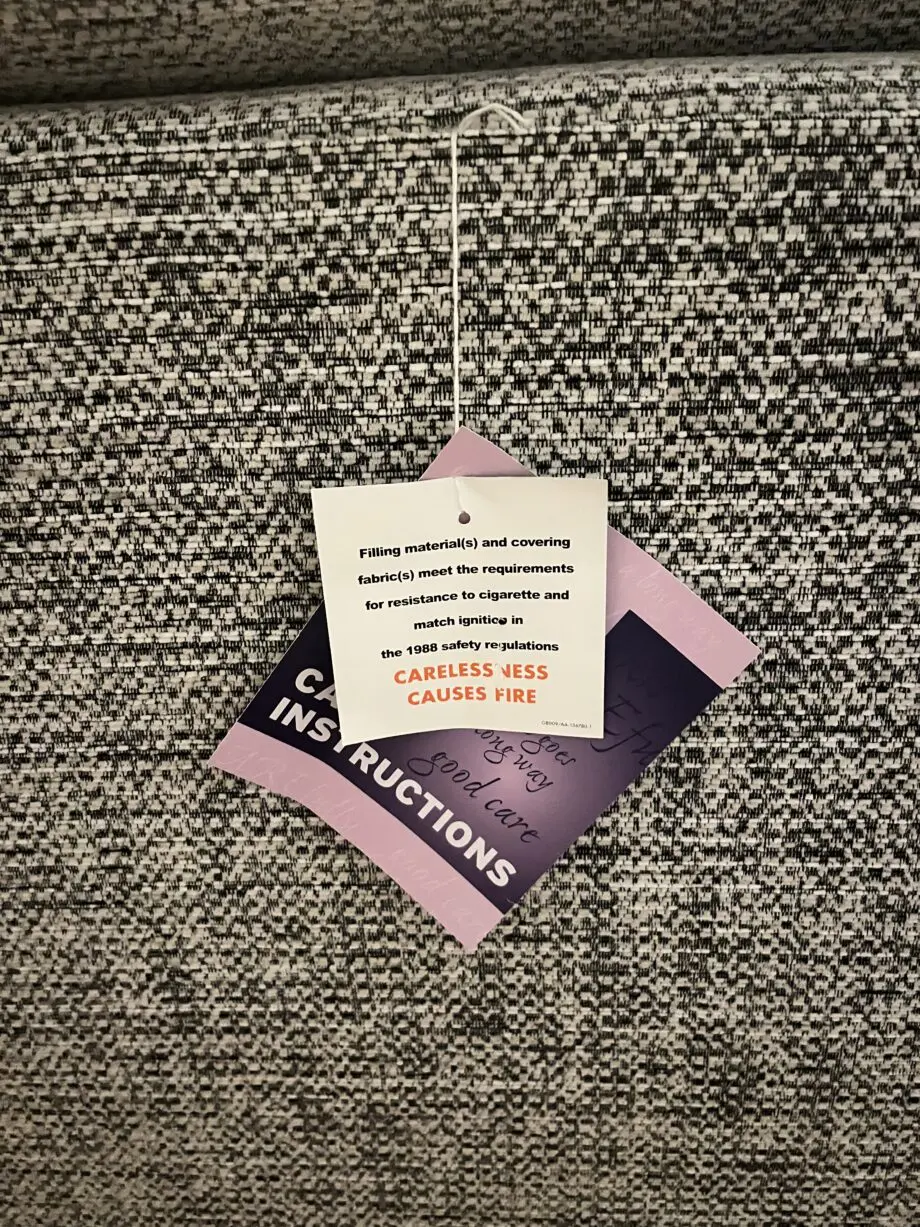 Filling material(s) and covering
fabric(s) meet the requirements
for resistance to cigarette and
match ignition in
the 1988 safety regulations
CARELESSNESS
CAUSES FIRE
CA
INSTRUCTIONS
goes
long way
good care